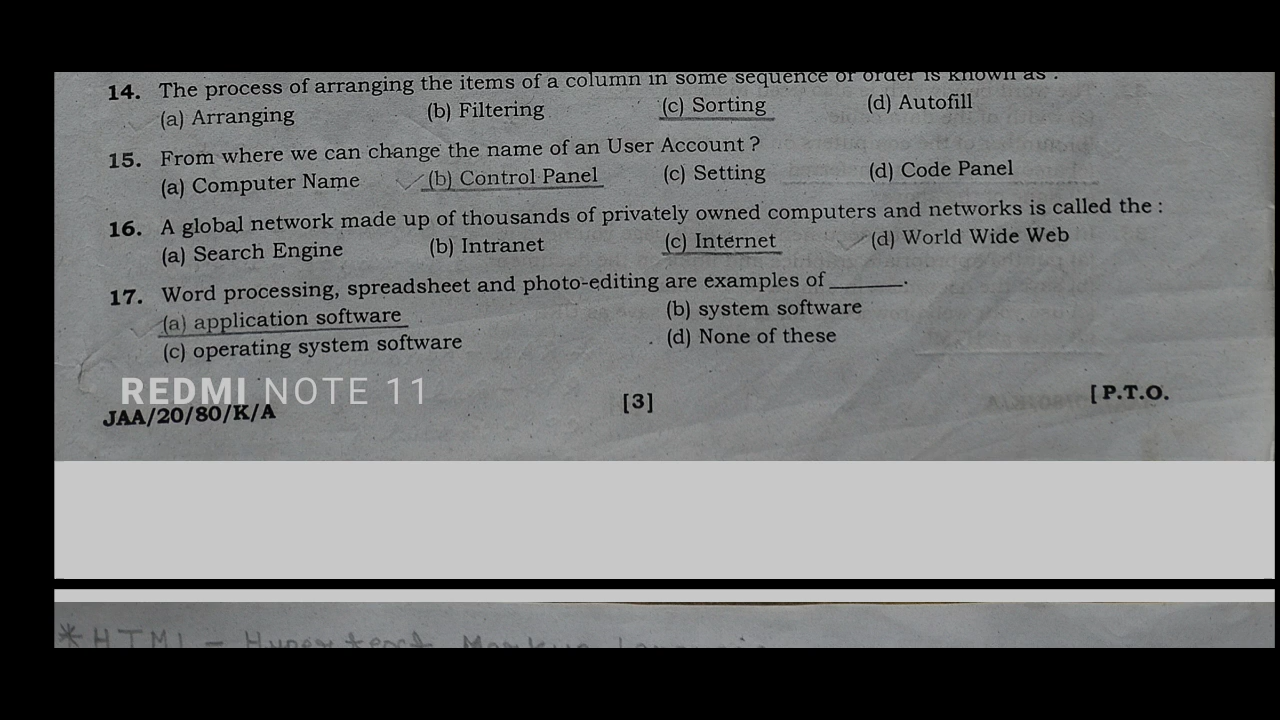 14. The process of arranging the items of a column in some sequence or order is known as :
(a) Arranging (b) Filtering (c) Sorting (d) Autofill
15. From where we can change the name of an User Account ?
(a) Computer Name (b) Control Panel (c) Setting (d) Code Panel
16. A global network made up of thousands of privately owned computers and networks is called the :
(a) Search Engine (b) Intranet (c) Internet (d) World Wide Web
17. Word processing, spreadsheet and photo-editing are examples of ______.
(a) application software (b) system software
(c) operating system software (d) None of these
REDMI NOTE 11
JAA/20/80/K/A [3] [ P.T.O.
* HTML - Hypertext Markup